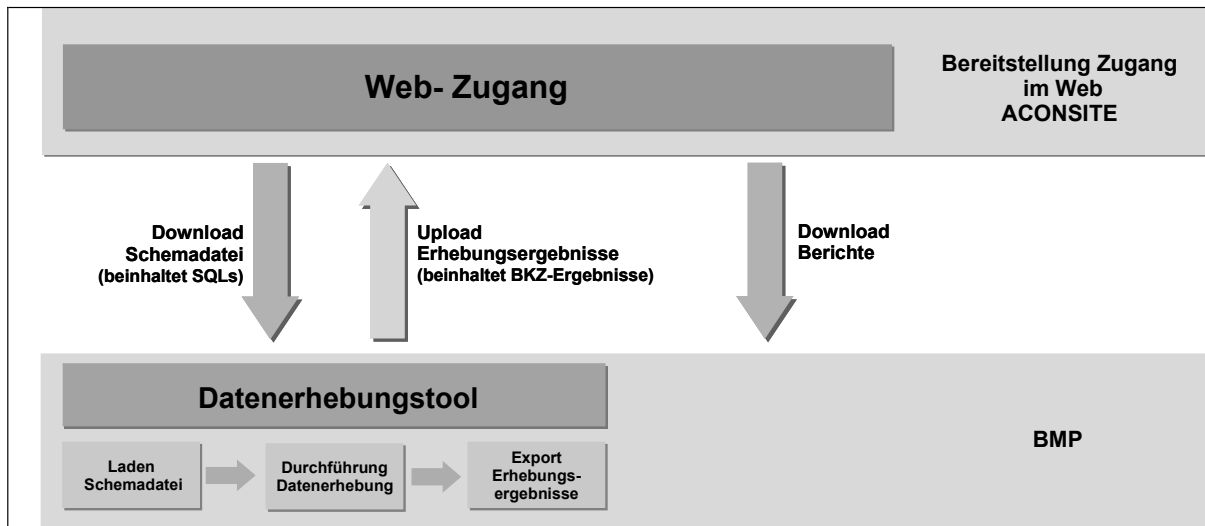 Web- Zugang
Bereitstellung Zugang
im Web
ACONSITE
Download
Schemadatei
(beinhaltet SQLs)
Upload
Erhebungsergebnisse
(beinhaltet BKZ-Ergebnisse)
Download
Berichte
Datenerhebungstool
BMP
Laden
Schemadatei
Durchführung
Datenerhebung
Export
Erhebungs-
ergebnisse